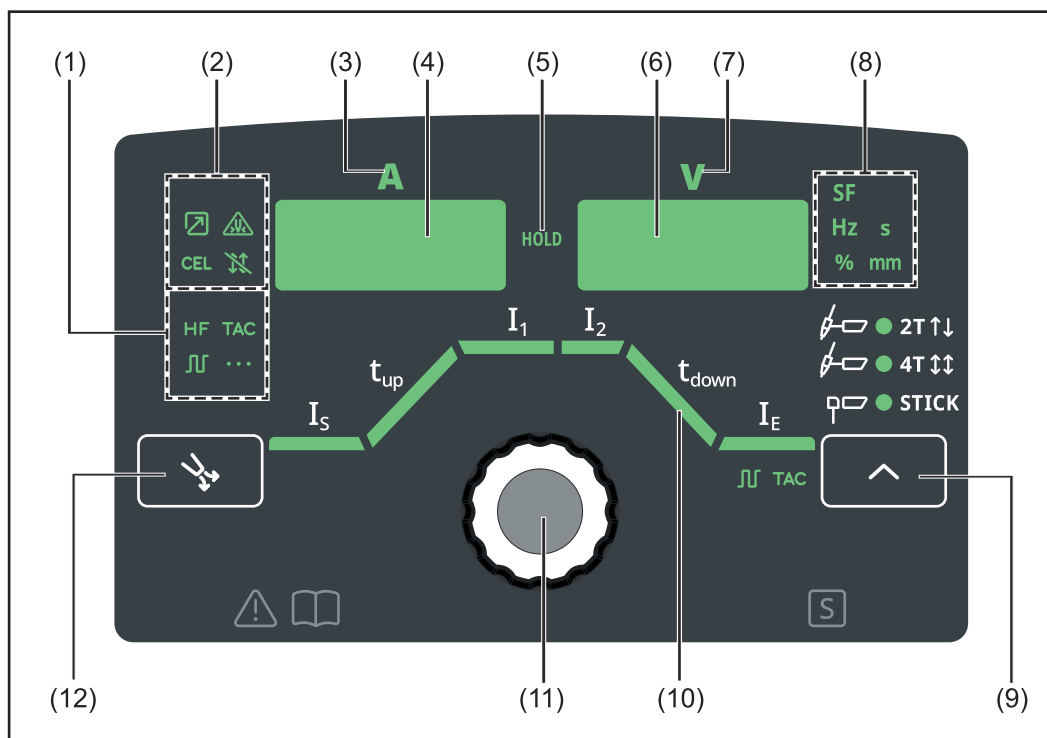 (1) (2) (3) (4) (5) (6) (7) (8)
A V
SF
HOLD
Hz s
CEL
% mm
HF TAC
I1 I2
2T ↑↓
tup tdown
4T ↕↕
IS IE
STICK
TAC
S
(12) (11) (10) (9)